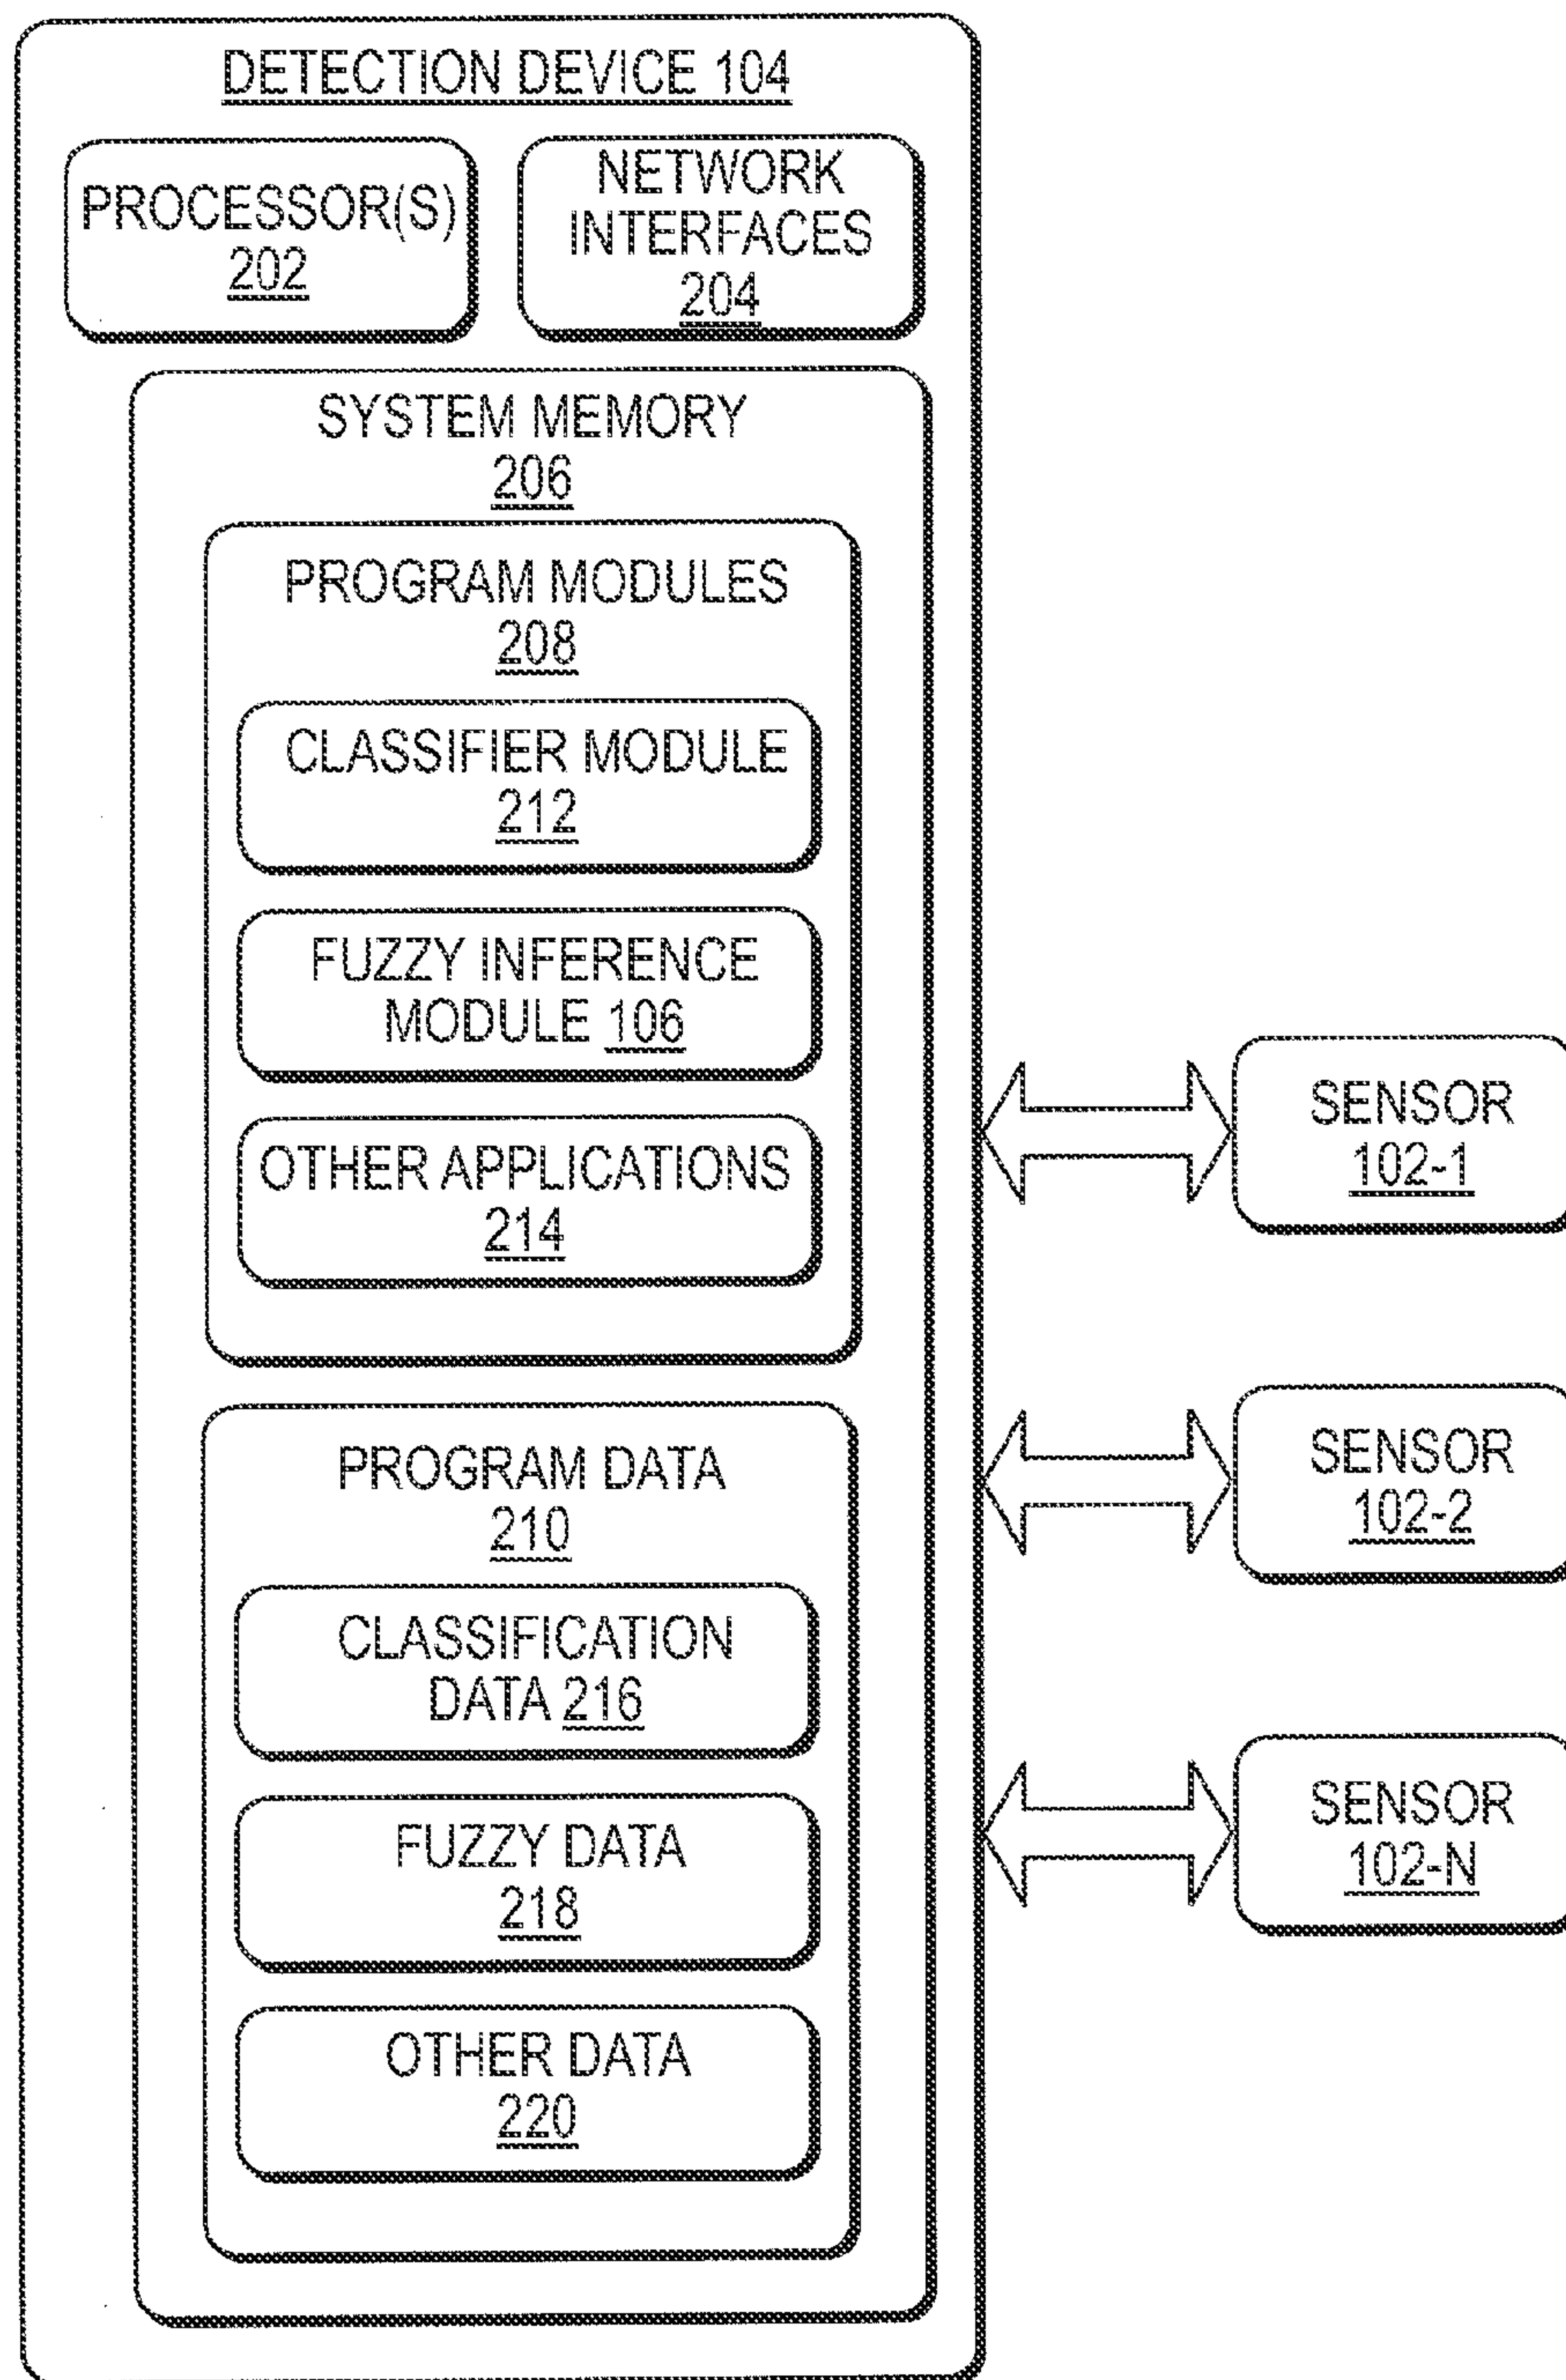 DETECTION DEVICE 104
PROCESSOR(S)
202
NETWORK
INTERFACES
204
SYSTEM MEMORY
206
PROGRAM MODULES
208
CLASSIFIER MODULE
212
FUZZY INFERENCE
MODULE 106
OTHER APPLICATIONS
214
PROGRAM DATA
210
CLASSIFICATION
DATA 216
FUZZY DATA
218
OTHER DATA
220
SENSOR
102-1
SENSOR
102-2
SENSOR
102-N